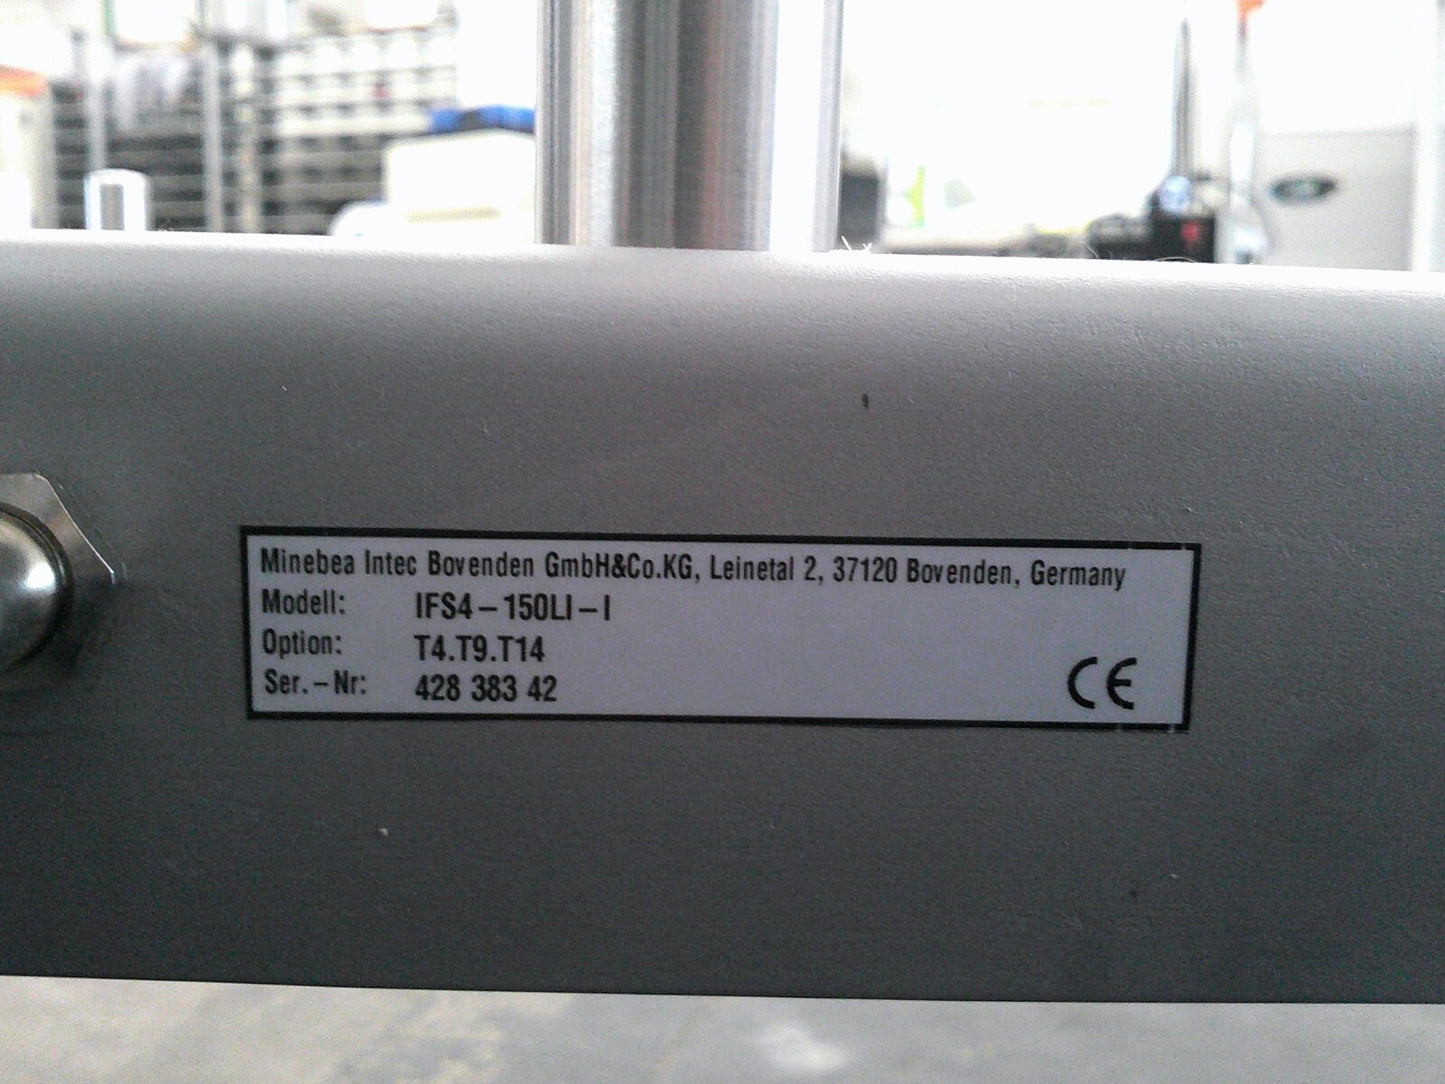 Minebea Intec Bovenden GmbH&Co.KG, Leinetal 2, 37120 Bovenden, Germany
Modell: IFS4-150LI-I
Option: T4.T9.T14
Ser.-Nr: 428 383 42
CE